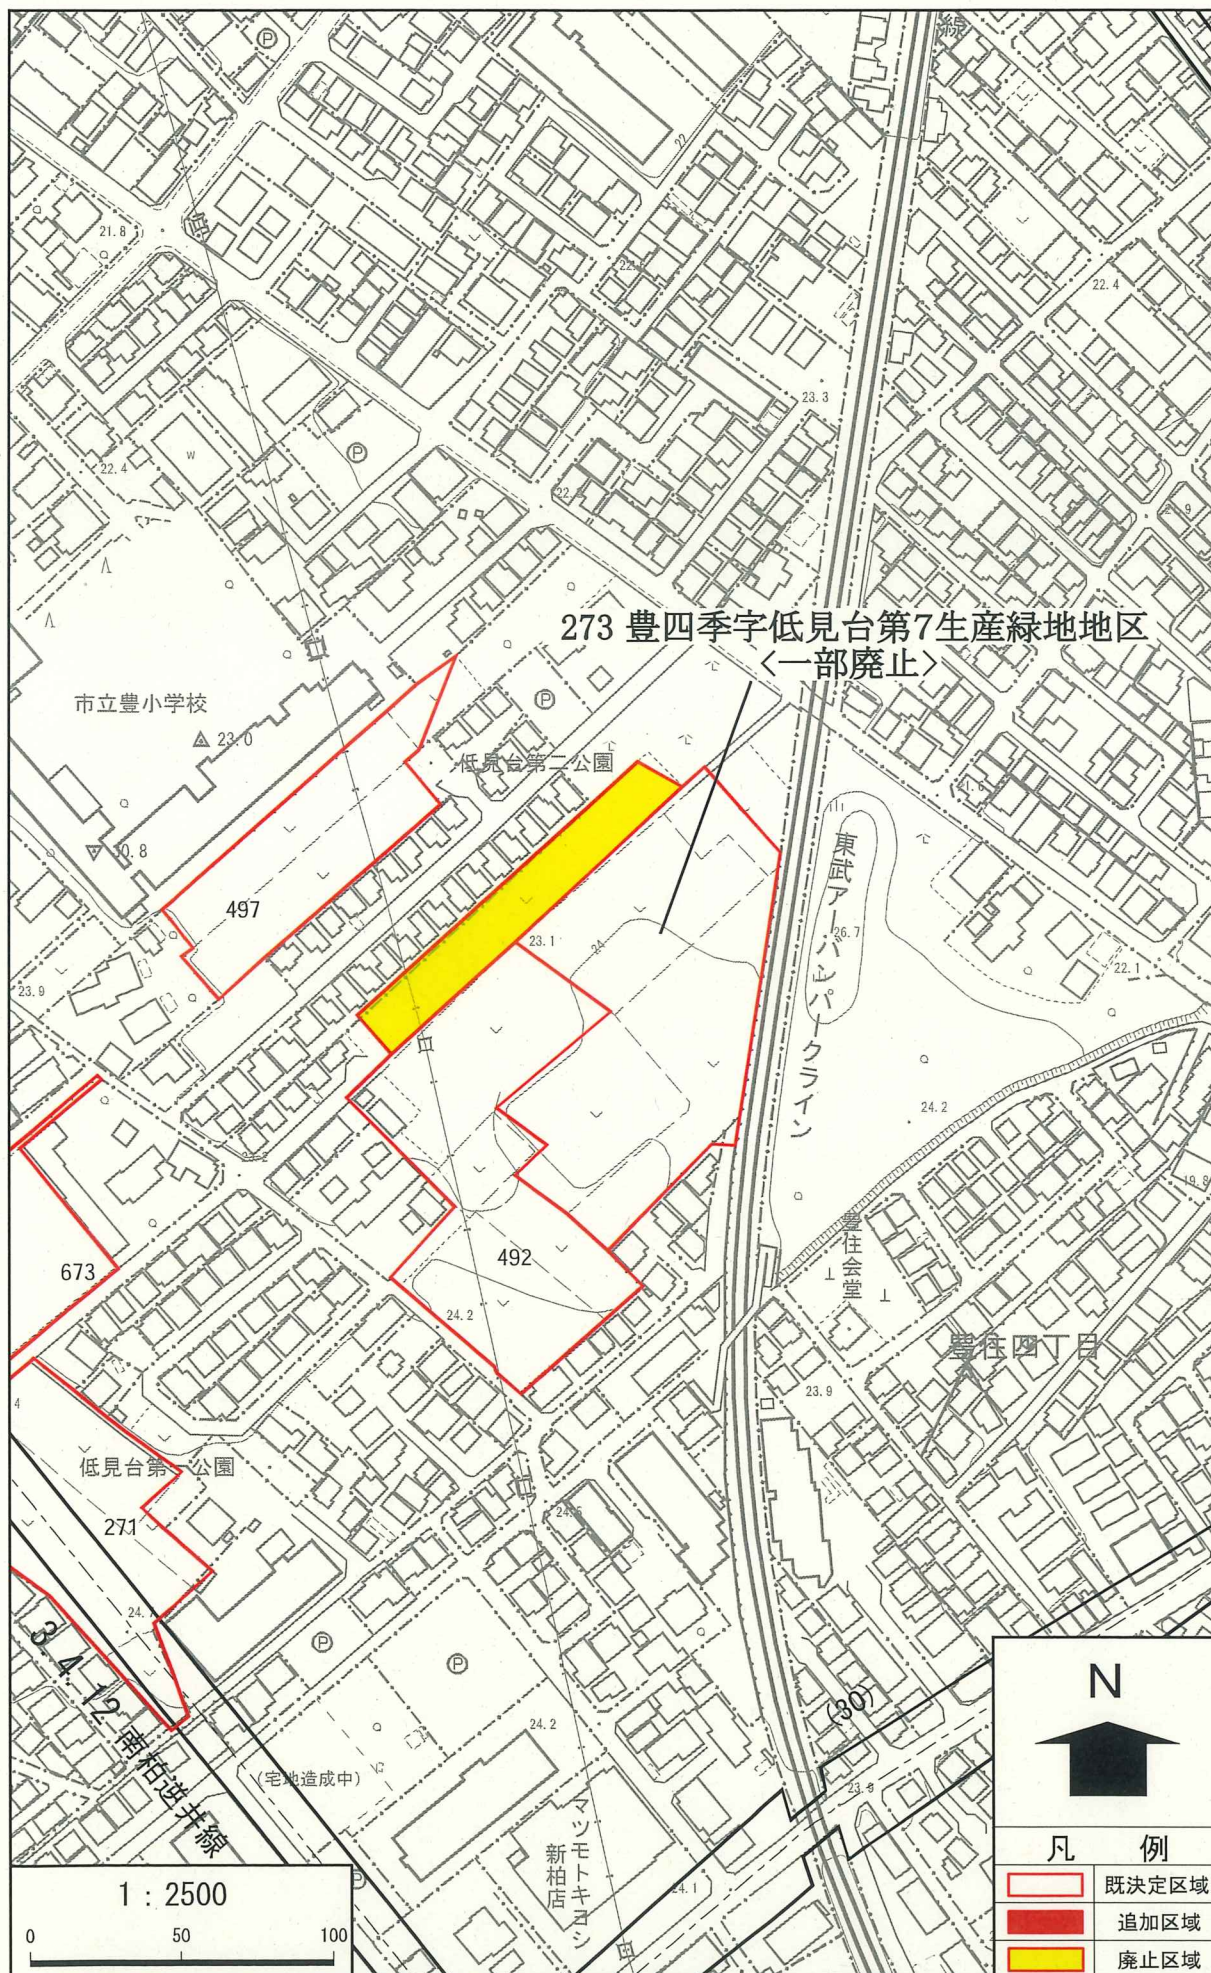 線
21.8
22
22.4
23.3
22.4
273 豊四季字低見台第7生産緑地地区
<一部廃止>
市立豊小学校
23.0
低見台第二公園
497
23.1
24
23.9
東武アーバンパークライン
26.7
22.1
24.2
19.8
673
492
24.2
豊住会堂
豊住四丁目
23.9
低見台第一公園
271
3・4・12 南柏逆井線
(宅地造成中)
24.2
マツモトキヨシ
新柏店
24.1
(30)
23.9
P
P
P
P
P
N
凡 例
既決定区域
追加区域
廃止区域
1:2500
0 50 100